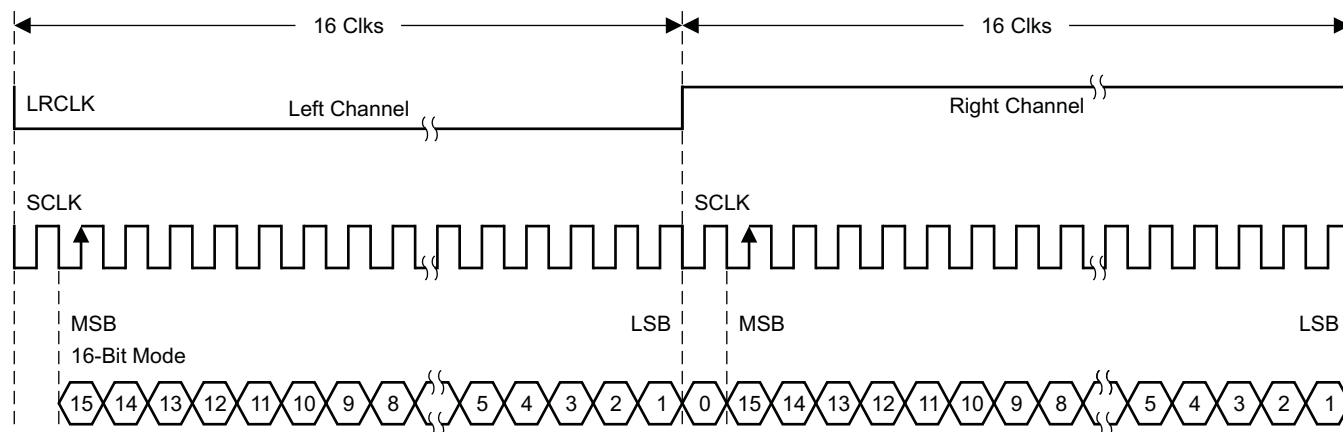 16 Clks 16 Clks
LRCLK Left Channel Right Channel
SCLK SCLK
MSB LSB MSB LSB
16-Bit Mode
15 14 13 12 11 10 9 8 5 4 3 2 1 0 15 14 13 12 11 10 9 8 5 4 3 2 1